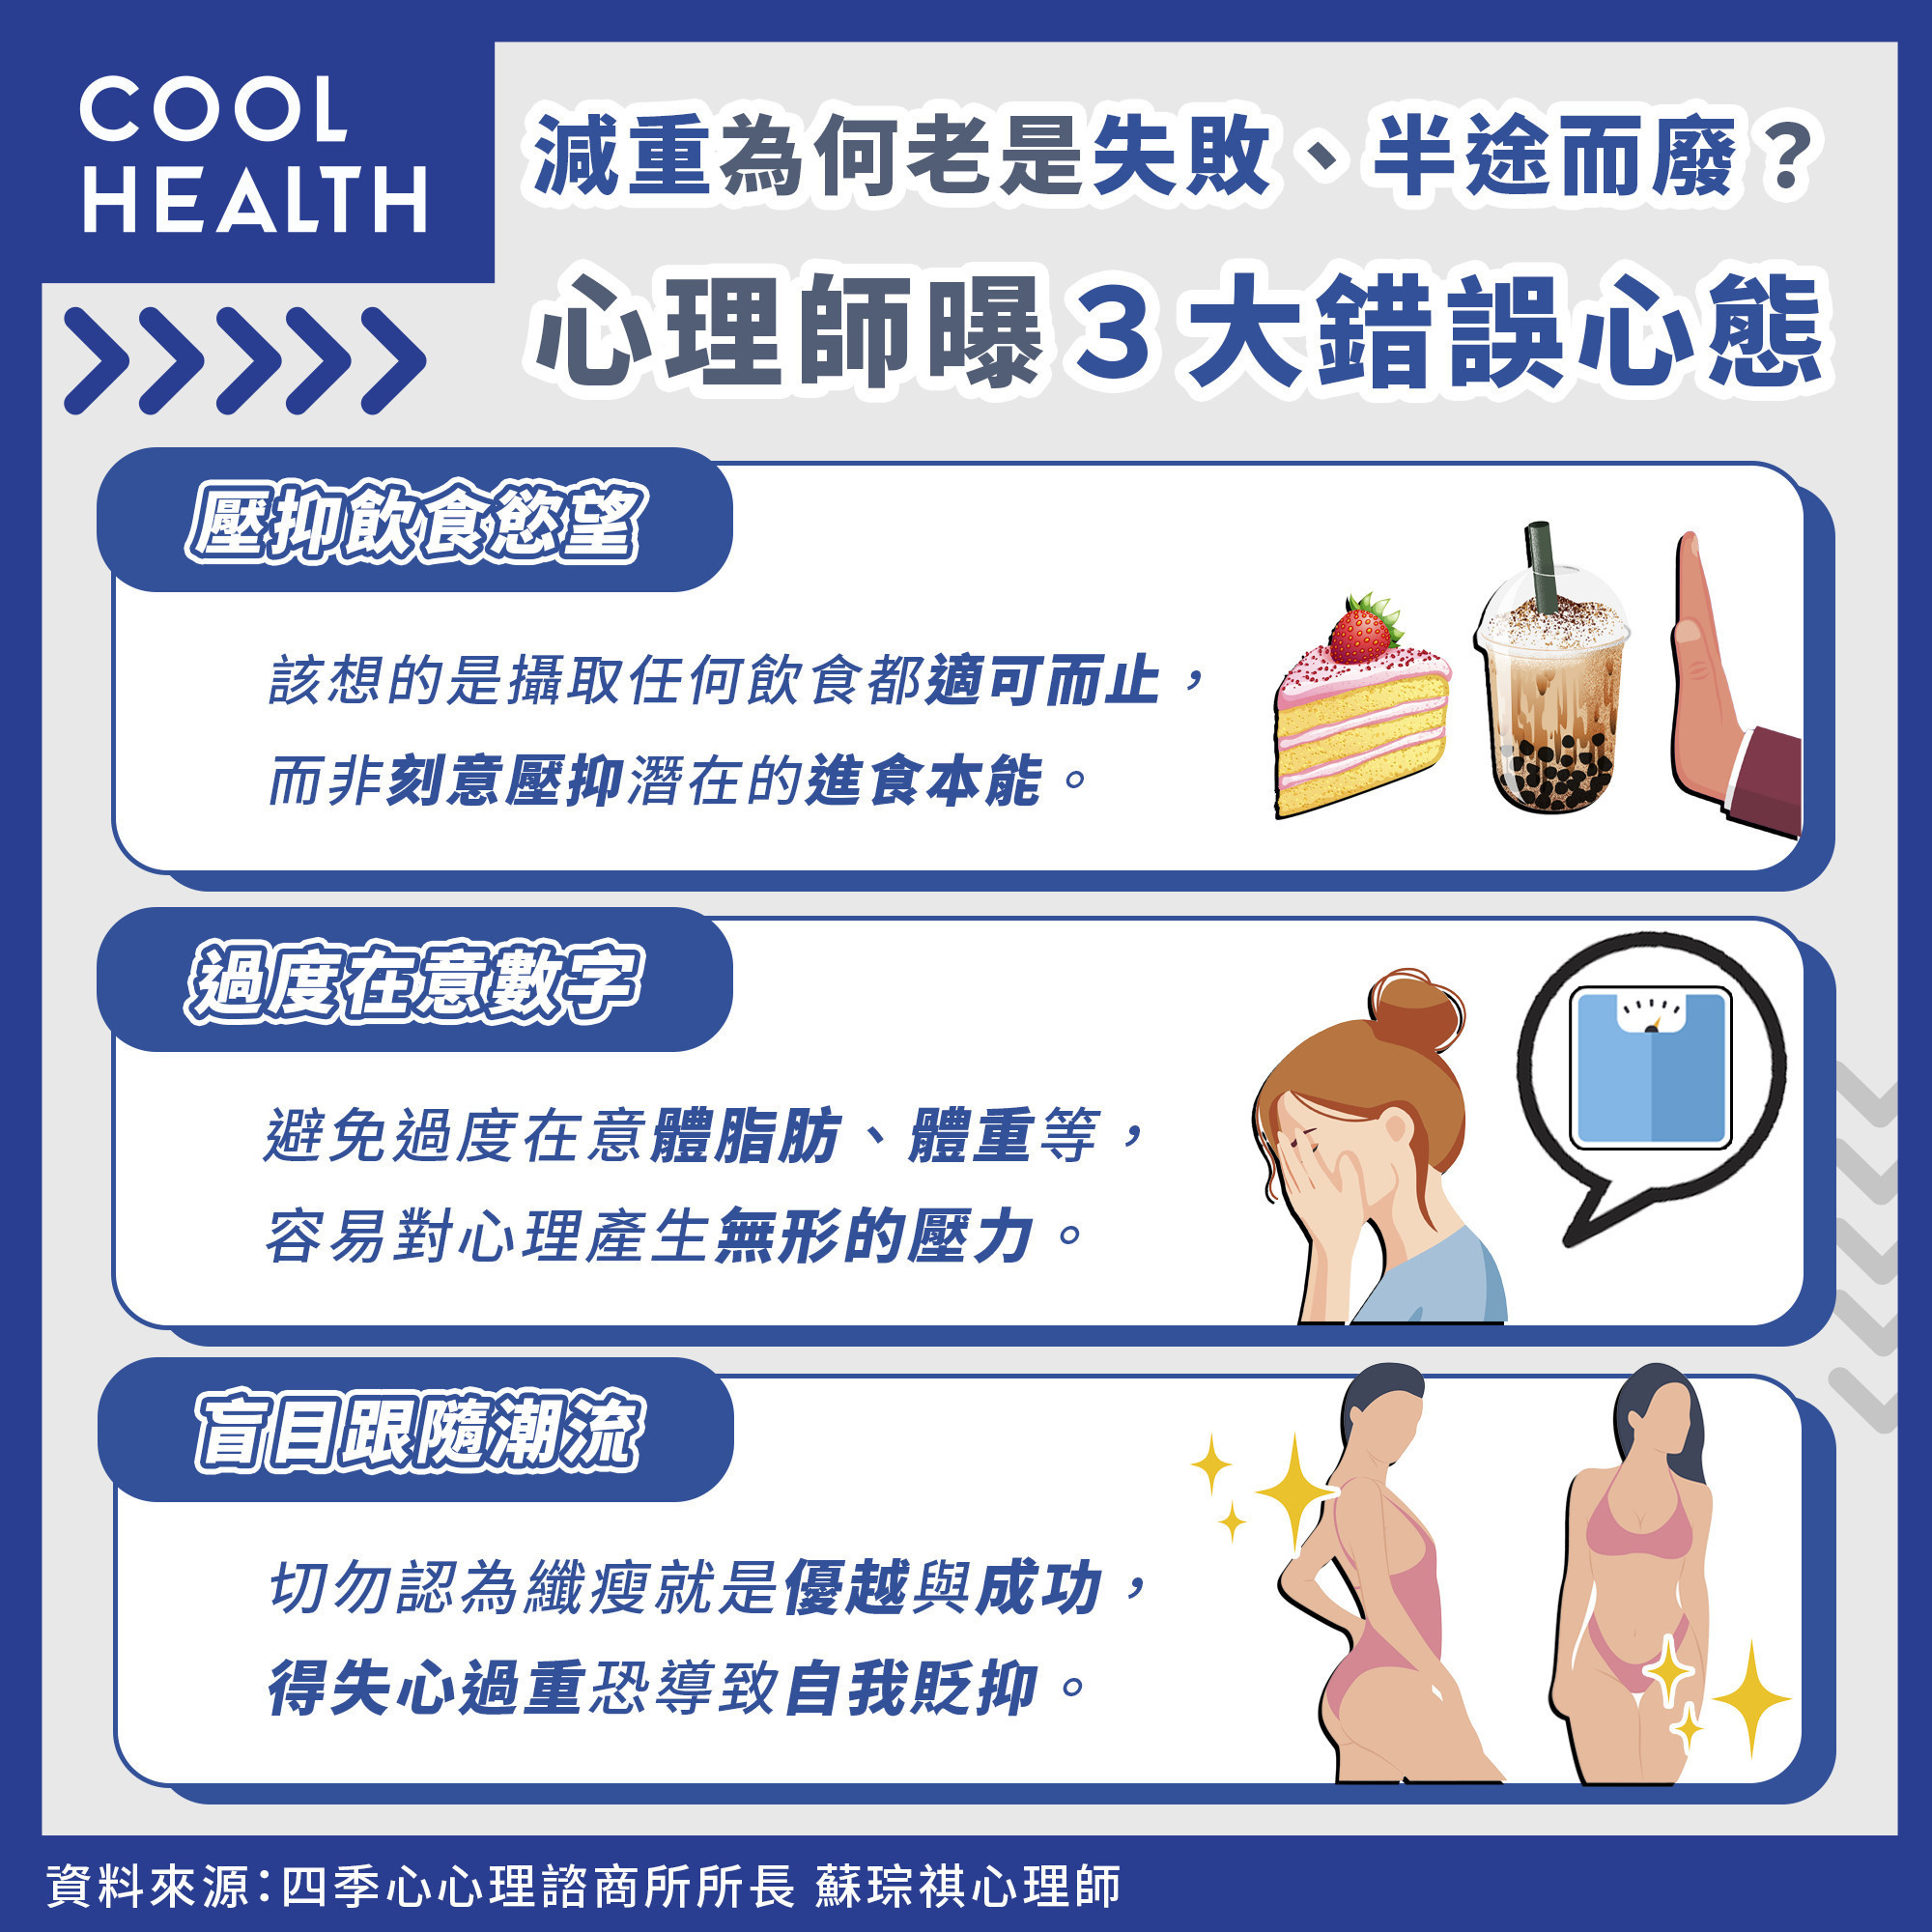 COOL
HEALTH
減重為何老是失敗、半途而廢？
心理師曝3大錯誤心態
壓抑飲食慾望
該想的是攝取任何飲食都適可而止，
而非刻意壓抑潛在的進食本能。
過度在意數字
避免過度在意體脂肪、體重等，
容易對心理產生無形的壓力。
盲目跟隨潮流
切勿認為纖瘦就是優越與成功，
得失心過重恐導致自我貶抑。
資料來源：四季心心理諮商所所長 蘇琮祺心理師